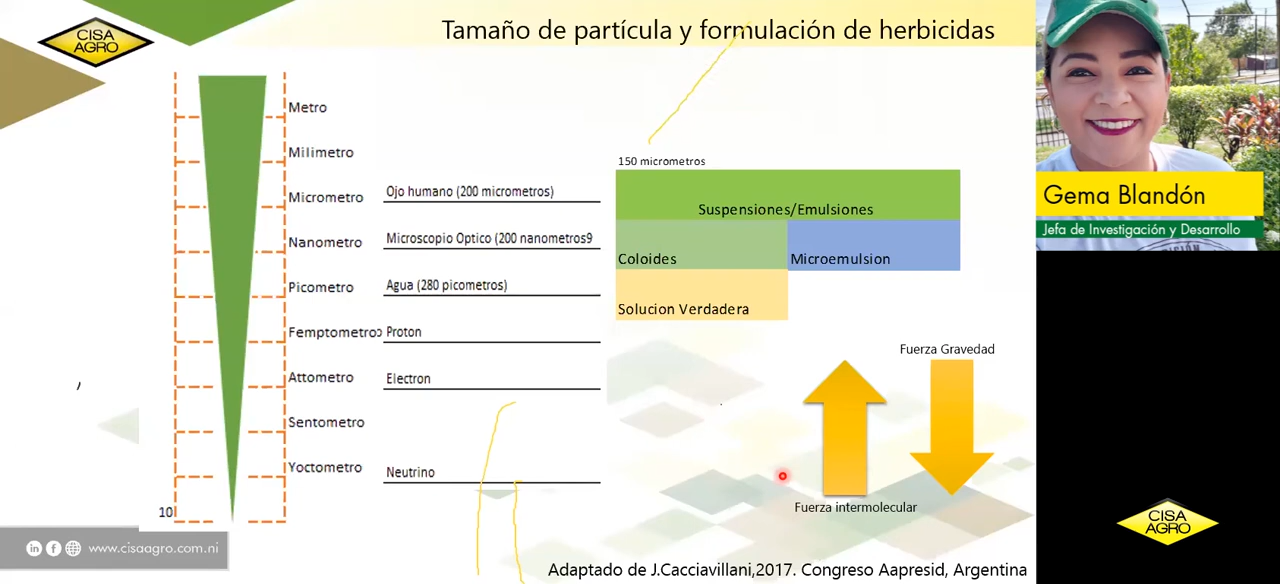 CISA
AGRO
Tamaño de partícula y formulación de herbicidas
Metro
Milimetro
Micrometro
Ojo humano (200 micrometros)
Nanometro
Microscopio Optico (200 nanometros9
Picometro
Agua (280 picometros)
Femptometro
Proton
Attometro
Electron
Sentometro
Yoctometro
Neutrino
10
150 micrometros
Suspensiones/Emulsiones
Coloides
Microemulsion
Solucion Verdadera
Fuerza Gravedad
Fuerza intermolecular
www.cisaagro.com.ni
Adaptado de J.Cacciavillani,2017. Congreso Aapresid, Argentina
Gema Blandón
Jefa de Investigación y Desarrollo
CISA
AGRO